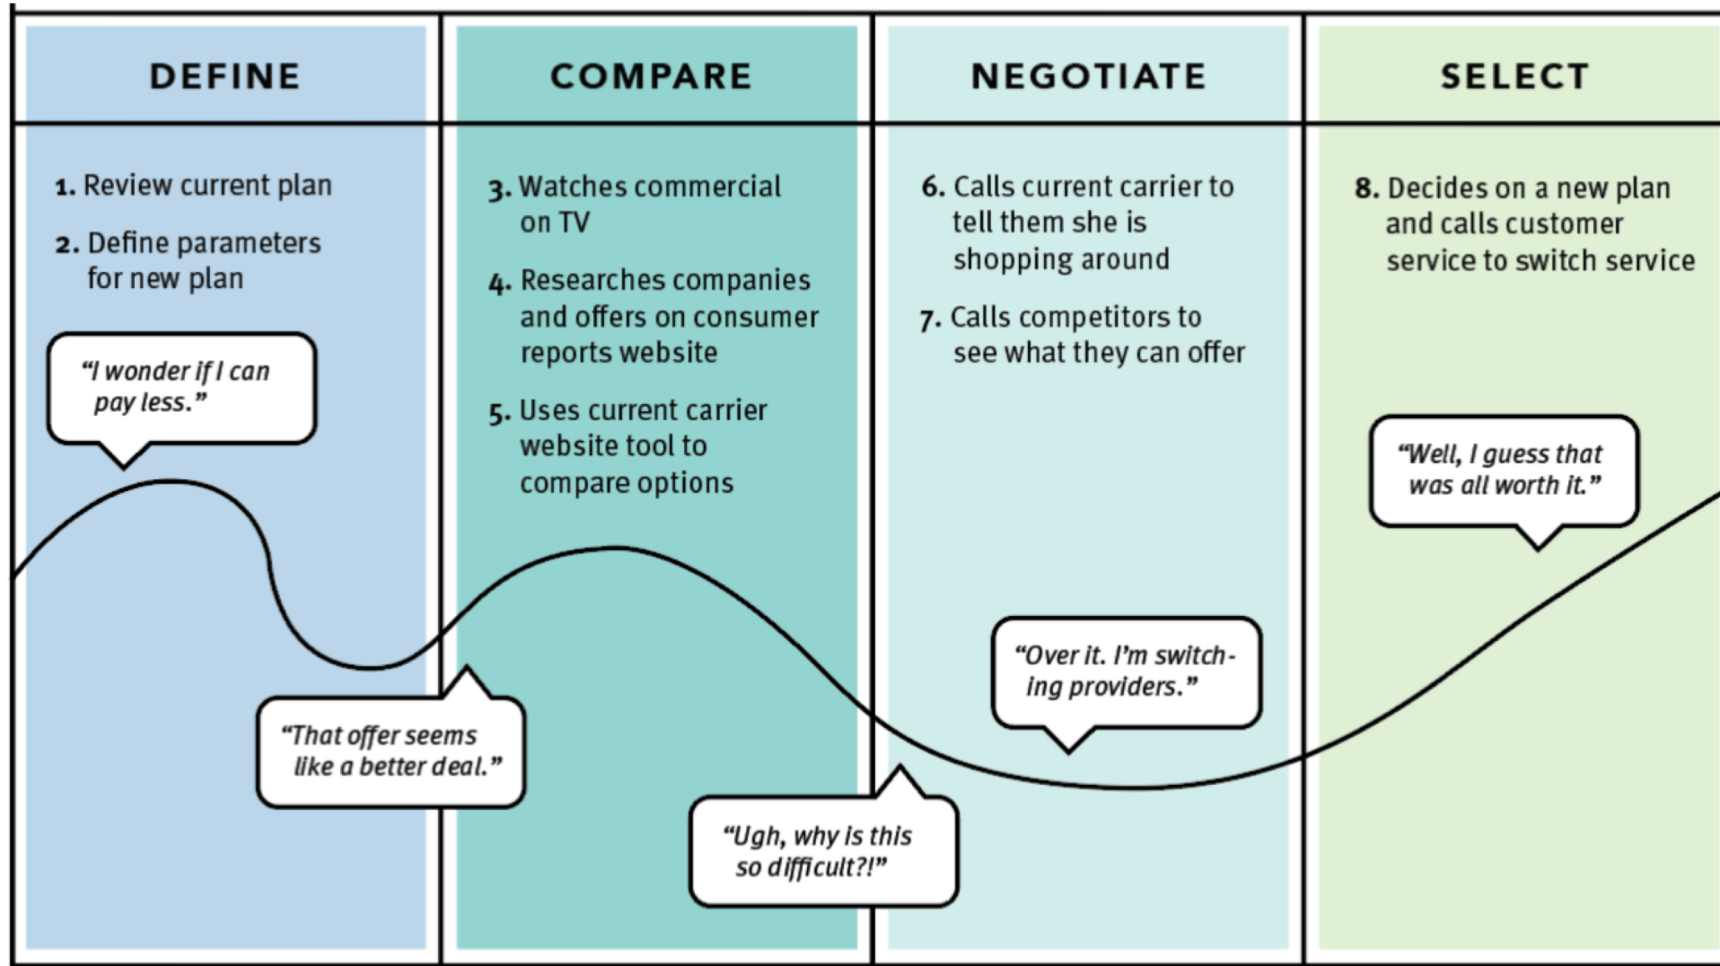 DEFINE
1. Review current plan
2. Define parameters
for new plan
“I wonder if I can
pay less.”
COMPARE
3. Watches commercial
on TV
4. Researches companies
and offers on consumer
reports website
5. Uses current carrier
website tool to
compare options
“That offer seems
like a better deal.”
NEGOTIATE
6. Calls current carrier to
tell them she is
shopping around
7. Calls competitors to
see what they can offer
“Ugh, why is this
so difficult?!”
“Over it. I’m switch-
ing providers.”
SELECT
8. Decides on a new plan
and calls customer
service to switch service
“Well, I guess that
was all worth it.”